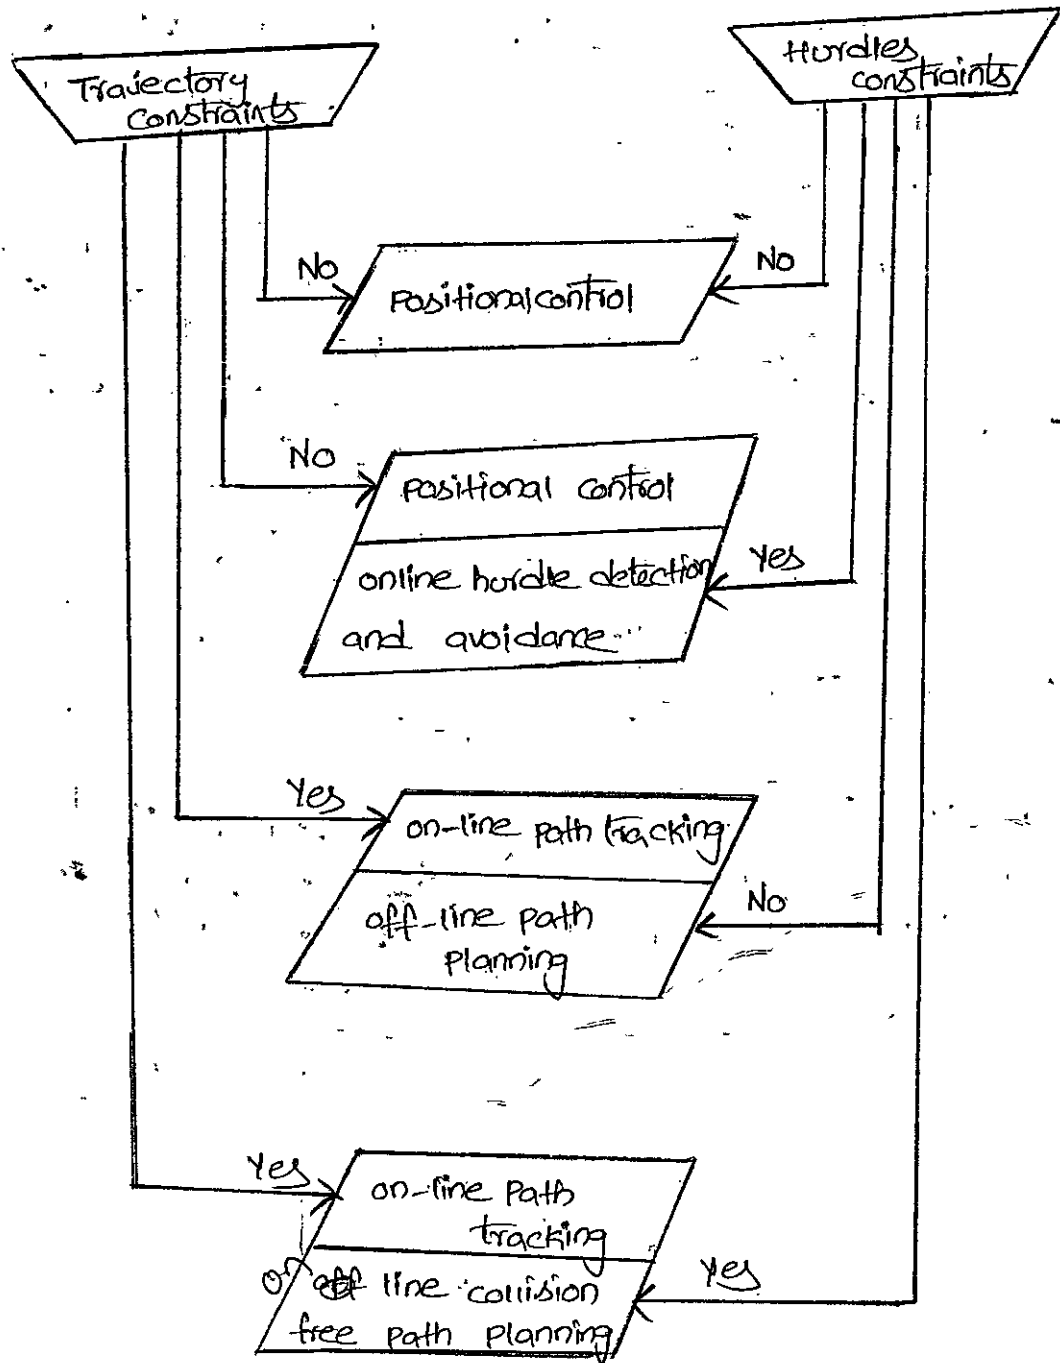 Trajectory
Constraints
Hurdles
constraints
No
Positional control
No
No
Positional control
online hurdle detection
and avoidance
Yes
Yes
on-line path tracking
off-line path
planning
No
Yes
on-line path
tracking
on off line collision
free path planning
Yes